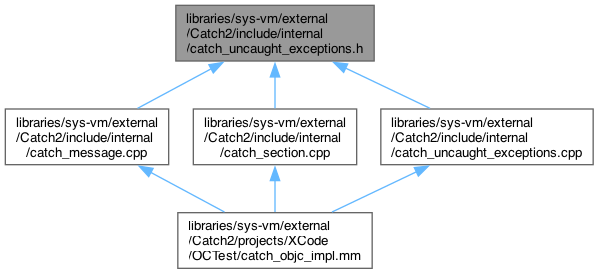 libraries/sys-vm/external
/Catch2/include/internal
/catch_uncaught_exceptions.h
libraries/sys-vm/external
/Catch2/include/internal
/catch_message.cpp
libraries/sys-vm/external
/Catch2/include/internal
/catch_section.cpp
libraries/sys-vm/external
/Catch2/include/internal
/catch_uncaught_exceptions.cpp
libraries/sys-vm/external
/Catch2/projects/XCode
/OCTest/catch_objc_impl.mm